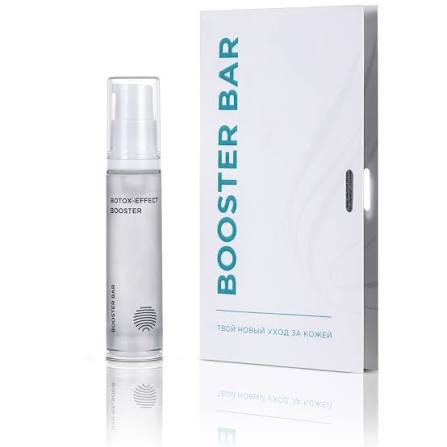 BOTOX-EFFECT
BOOSTER
BOOSTER BAR
BOOSTER BAR
ТВОЙ НОВЫЙ УХОД ЗА КОЖЕЙ